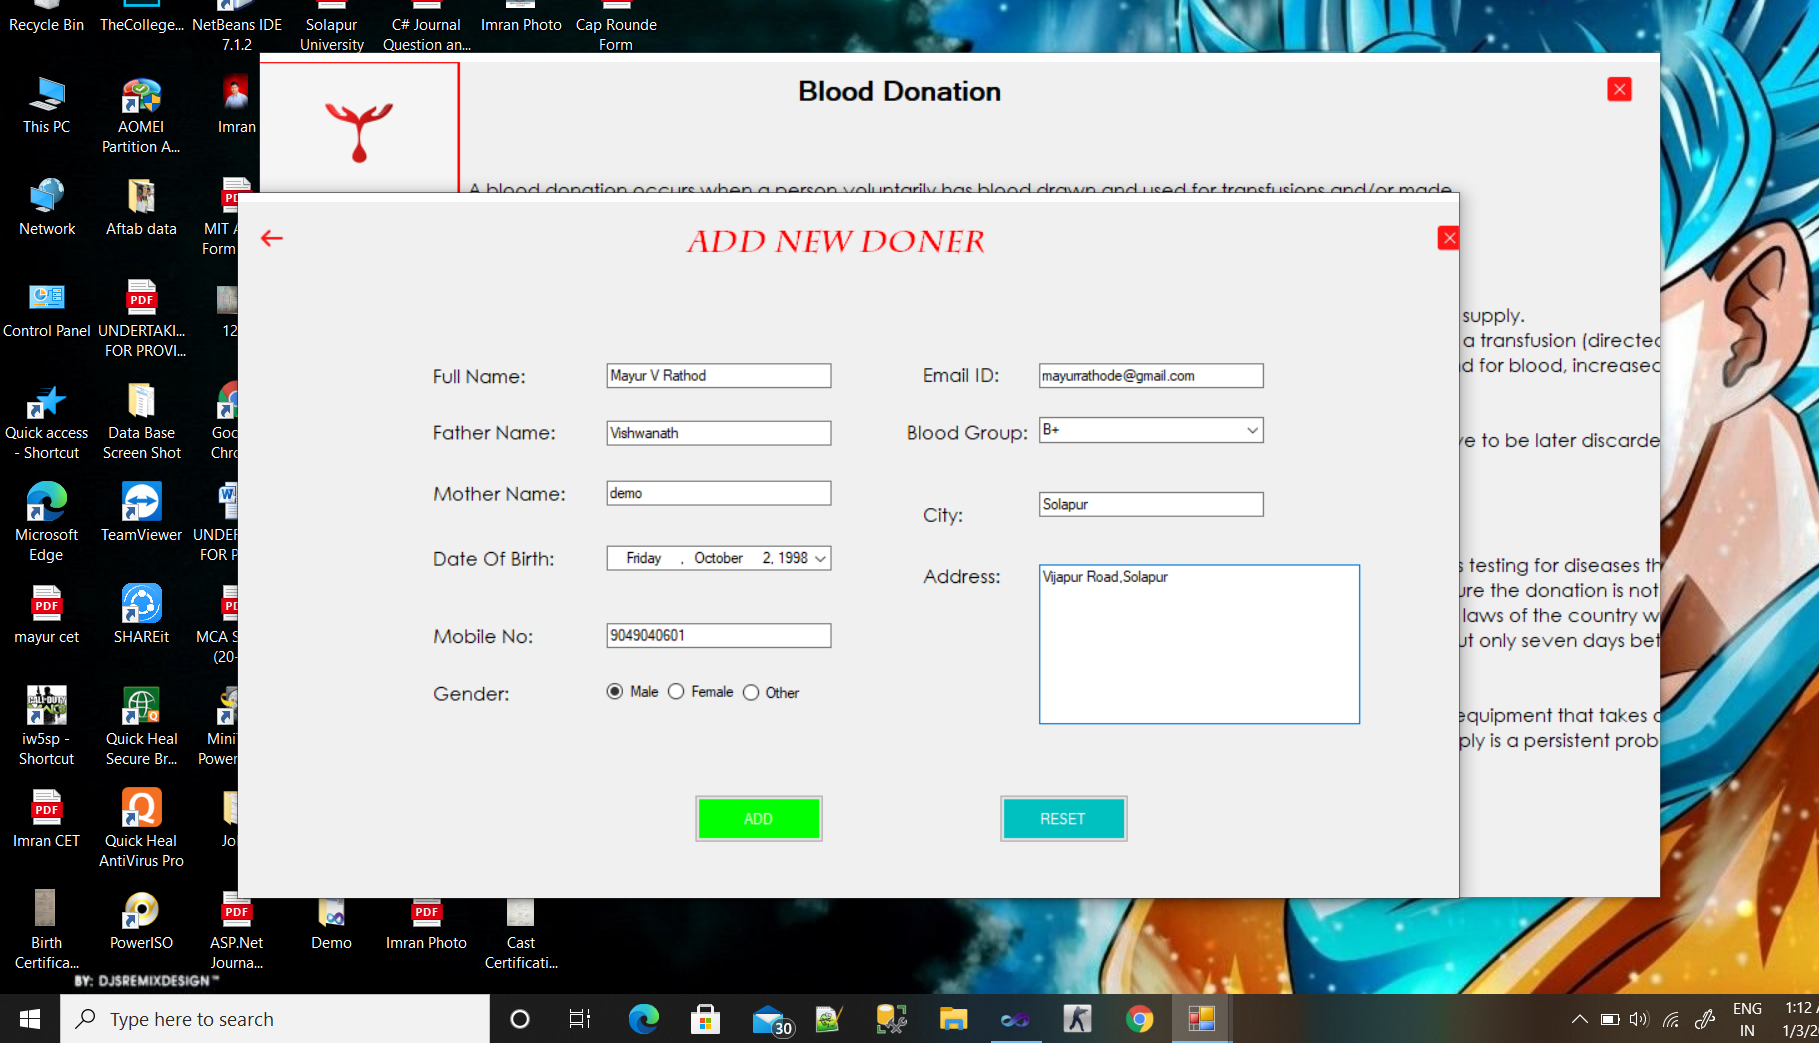 Recycle Bin
TheCollege...
NetBeans IDE
7.1.2
Solapur
University
C# Journal
Question an...
Imran Photo
Cap Rounde
Form
This PC
AOMEI
Partition A...
Imran
Network
Aftab data
MIT
Form
Control Panel
UNDERTAKI...
FOR PROVI...
12
Quick access
- Shortcut
Data Base
Screen Shot
Microsoft
Edge
TeamViewer
mayur cet
SHAREit
MCA S
(20-
iw5sp -
Shortcut
Quick Heal
Secure Br...
Mini
Power
Imran CET
Quick Heal
AntiVirus Pro
Birth
Certifica...
PowerISO
ASP.Net
Journa...
Demo
Imran Photo
Cast
Certificati...
BY: DJSREMIXDESIGN™
Blood Donation
A blood donation occurs when a person voluntarily has blood drawn and used for transfusions and/or made
supply.
a transfusion (directed
d for blood, increased
ve to be later discarde
s testing for diseases th
ure the donation is not
laws of the country w
ut only seven days bet
equipment that takes
ply is a persistent prob
ADD NEW DONER
Full Name: Mayur V Rathod
Email ID: mayurrathode@gmail.com
Father Name: Vishwanath
Blood Group: B+
Mother Name: demo
City: Solapur
Date Of Birth: Friday , October 2, 1998
Address: Vijapur Road,Solapur
Mobile No: 9049040601
Gender: Male Female Other
ADD
RESET
Type here to search
30
ENG
IN
1:12
1/3/2